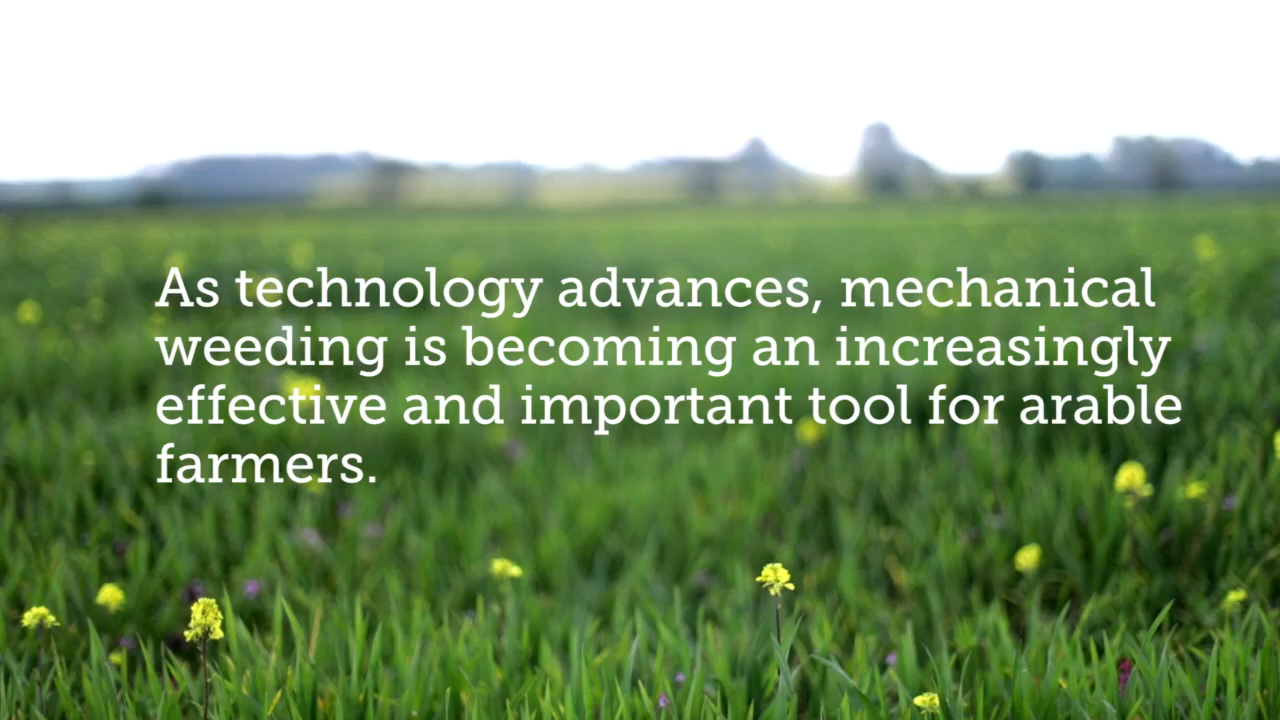 As technology advances, mechanical
weeding is becoming an increasingly
effective and important tool for arable
farmers.